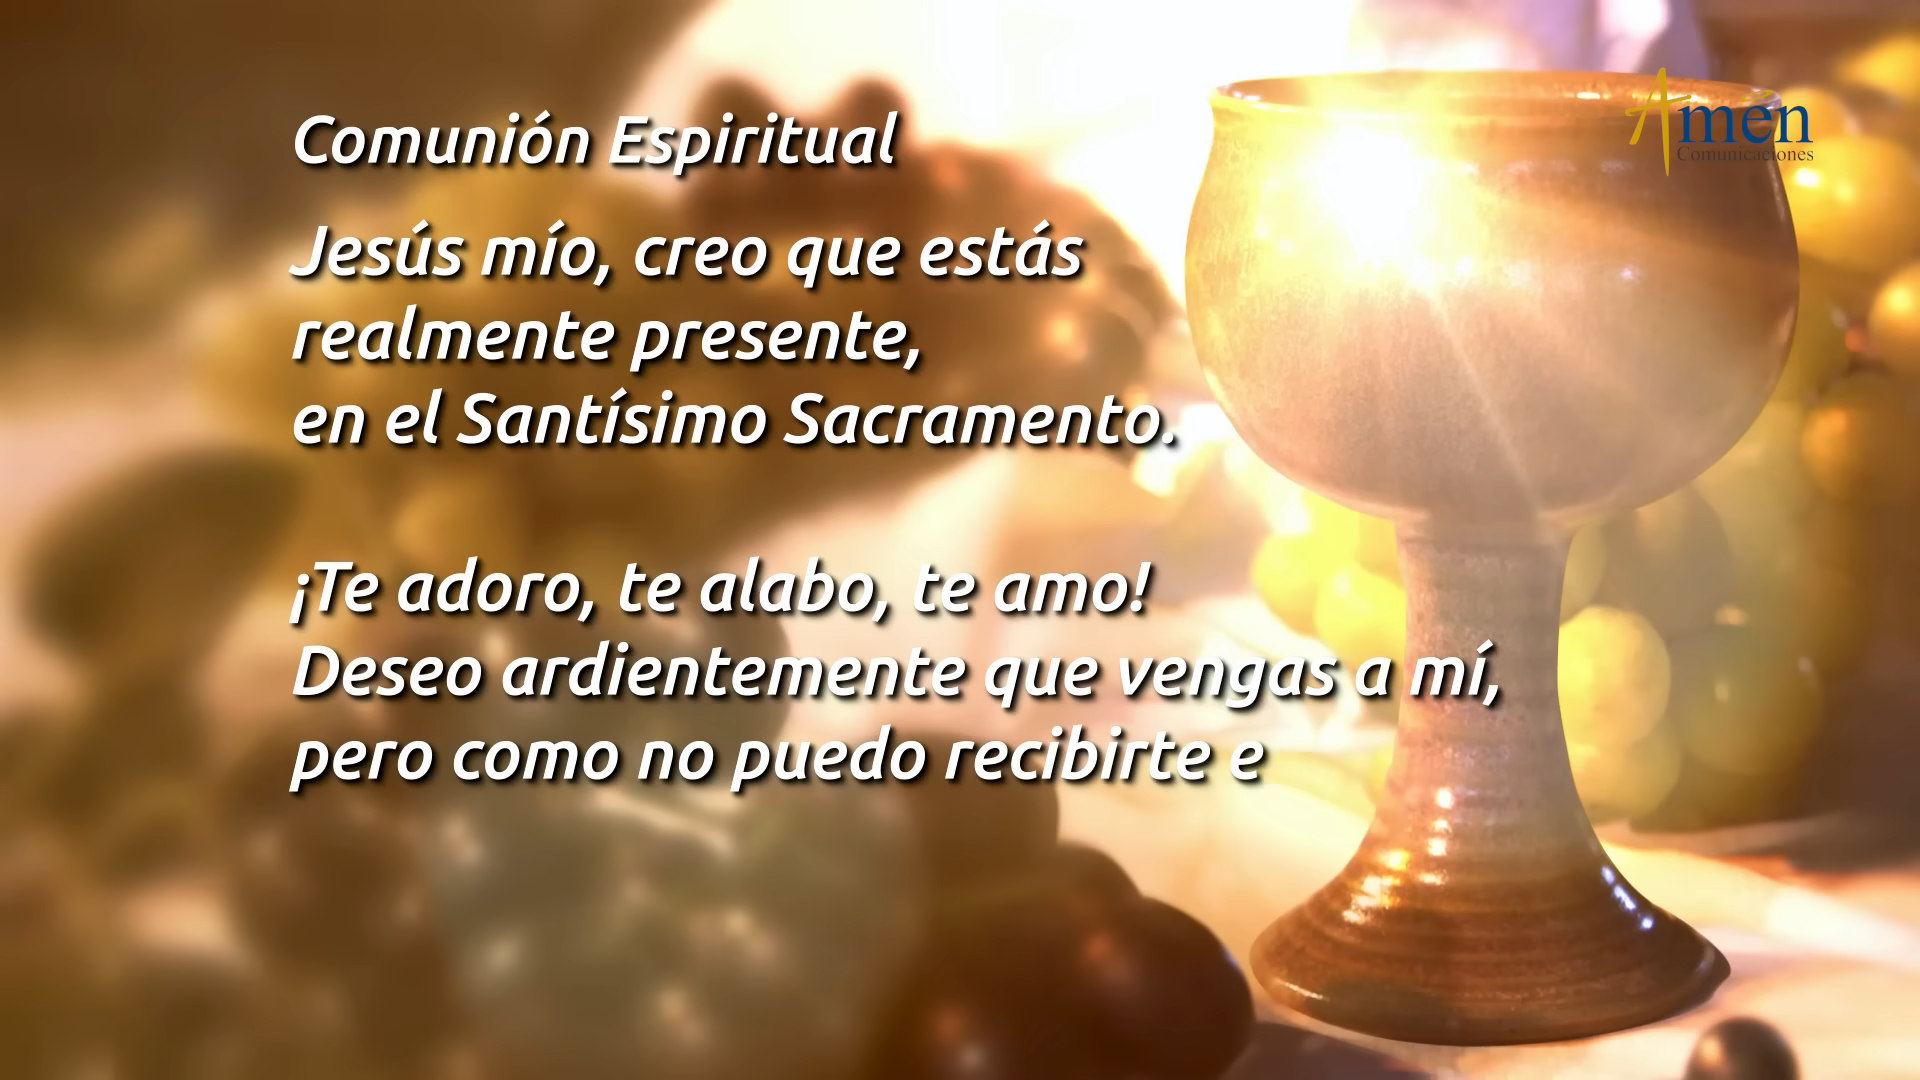 Comunión Espiritual
Jesús mío, creo que estás
realmente presente,
en el Santísimo Sacramento.
¡Te adoro, te alabo, te amo!
Deseo ardientemente que vengas a mí,
pero como no puedo recibirte e
Amén
Comunicaciones